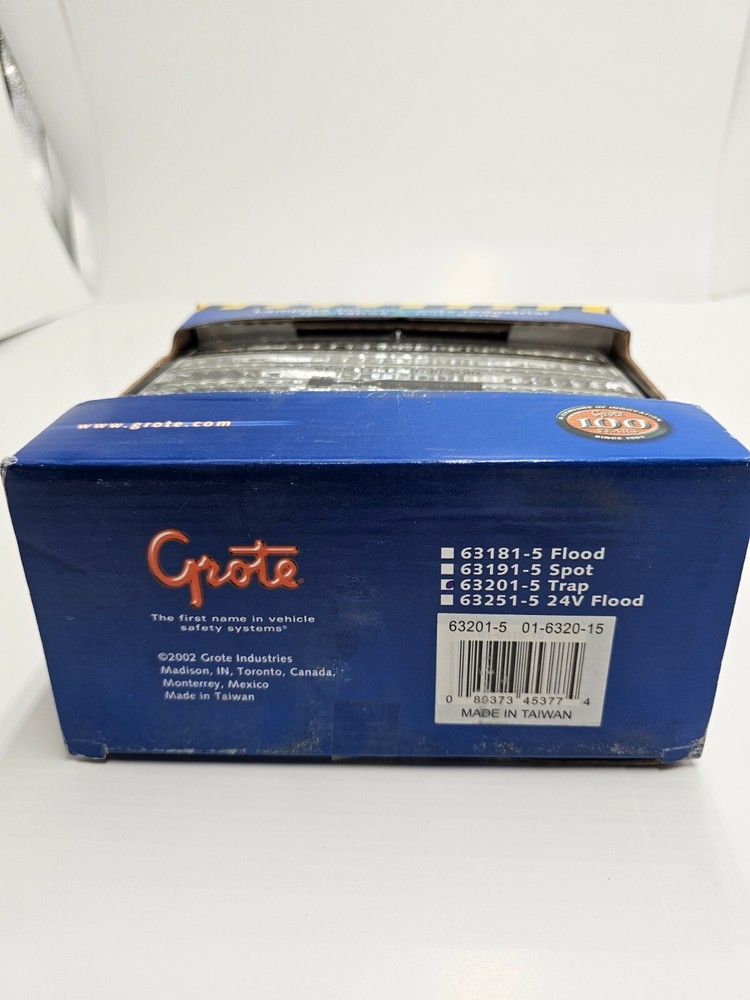 www.grote.com
100
SINCE 1901
Grote
The first name in vehicle
safety systems®
©2002 Grote Industries
Madison, IN, Toronto, Canada,
Monterrey, Mexico
Made in Taiwan
63181-5 Flood
63191-5 Spot
63201-5 Trap
63251-5 24V Flood
63201-5 01-6320-15
0 89373 45377 4
MADE IN TAIWAN